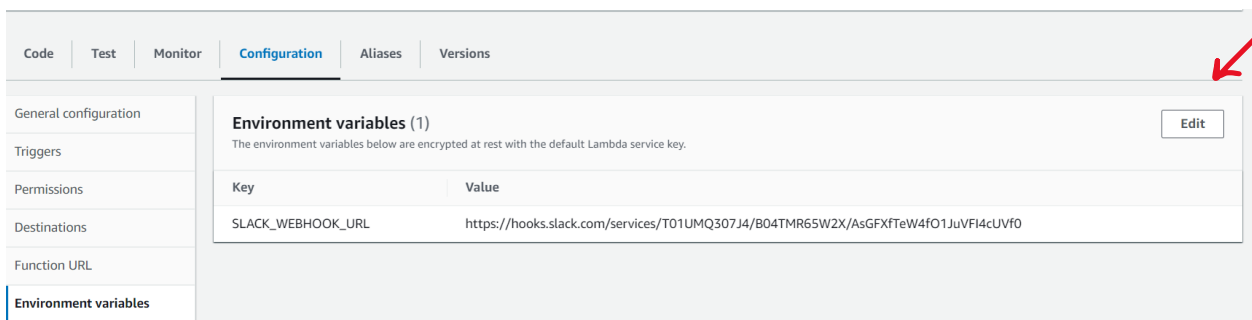 Code Test Monitor Configuration Aliases Versions
General configuration
Triggers
Permissions
Destinations
Function URL
Environment variables
Environment variables (1)
Edit
The environment variables below are encrypted at rest with the default Lambda service key.
Key Value
SLACK_WEBHOOK_URL https://hooks.slack.com/services/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